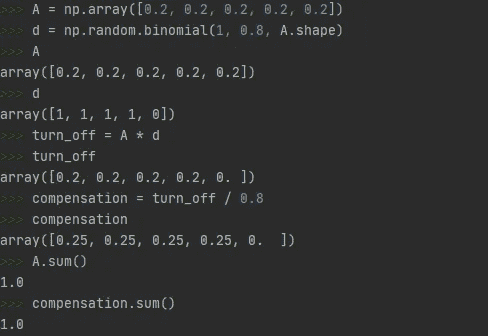 >>> A = np.array([0.2, 0.2, 0.2, 0.2, 0.2])
>>> d = np.random.binomial(1, 0.8, A.shape)
>>> A
array([0.2, 0.2, 0.2, 0.2, 0.2])
>>> d
array([1, 1, 1, 1, 0])
>>> turn_off = A * d
>>> turn_off
array([0.2, 0.2, 0.2, 0.2, 0. ])
>>> compensation = turn_off / 0.8
>>> compensation
array([0.25, 0.25, 0.25, 0.25, 0.  ])
>>> A.sum()
1.0
>>> compensation.sum()
1.0